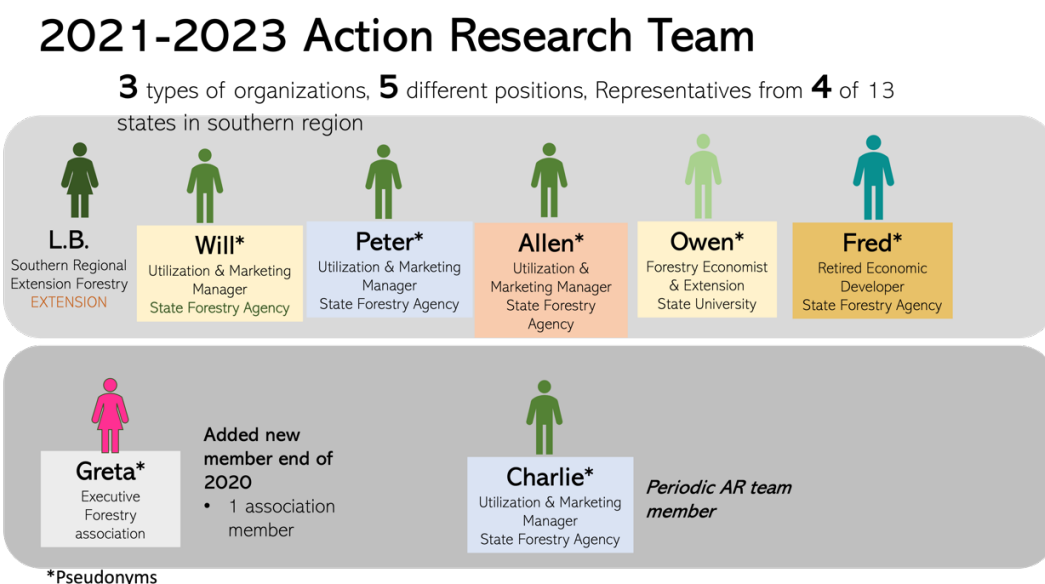 2021-2023 Action Research Team
3 types of organizations, 5 different positions, Representatives from 4 of 13
states in southern region
L.B.
Southern Regional
Extension Forestry
EXTENSION
Will*
Utilization & Marketing
Manager
State Forestry Agency
Peter*
Utilization & Marketing
Manager
State Forestry Agency
Allen*
Utilization &
Marketing Manager
State Forestry
Agency
Owen*
Forestry Economist
& Extension
State University
Fred*
Retired Economic
Developer
State Forestry Agency
Greta*
Executive
Forestry
association
Added new
member end of
2020
• 1 association
member
Charlie*
Utilization & Marketing
Manager
State Forestry Agency
Periodic AR team
member
*Pseudonyms